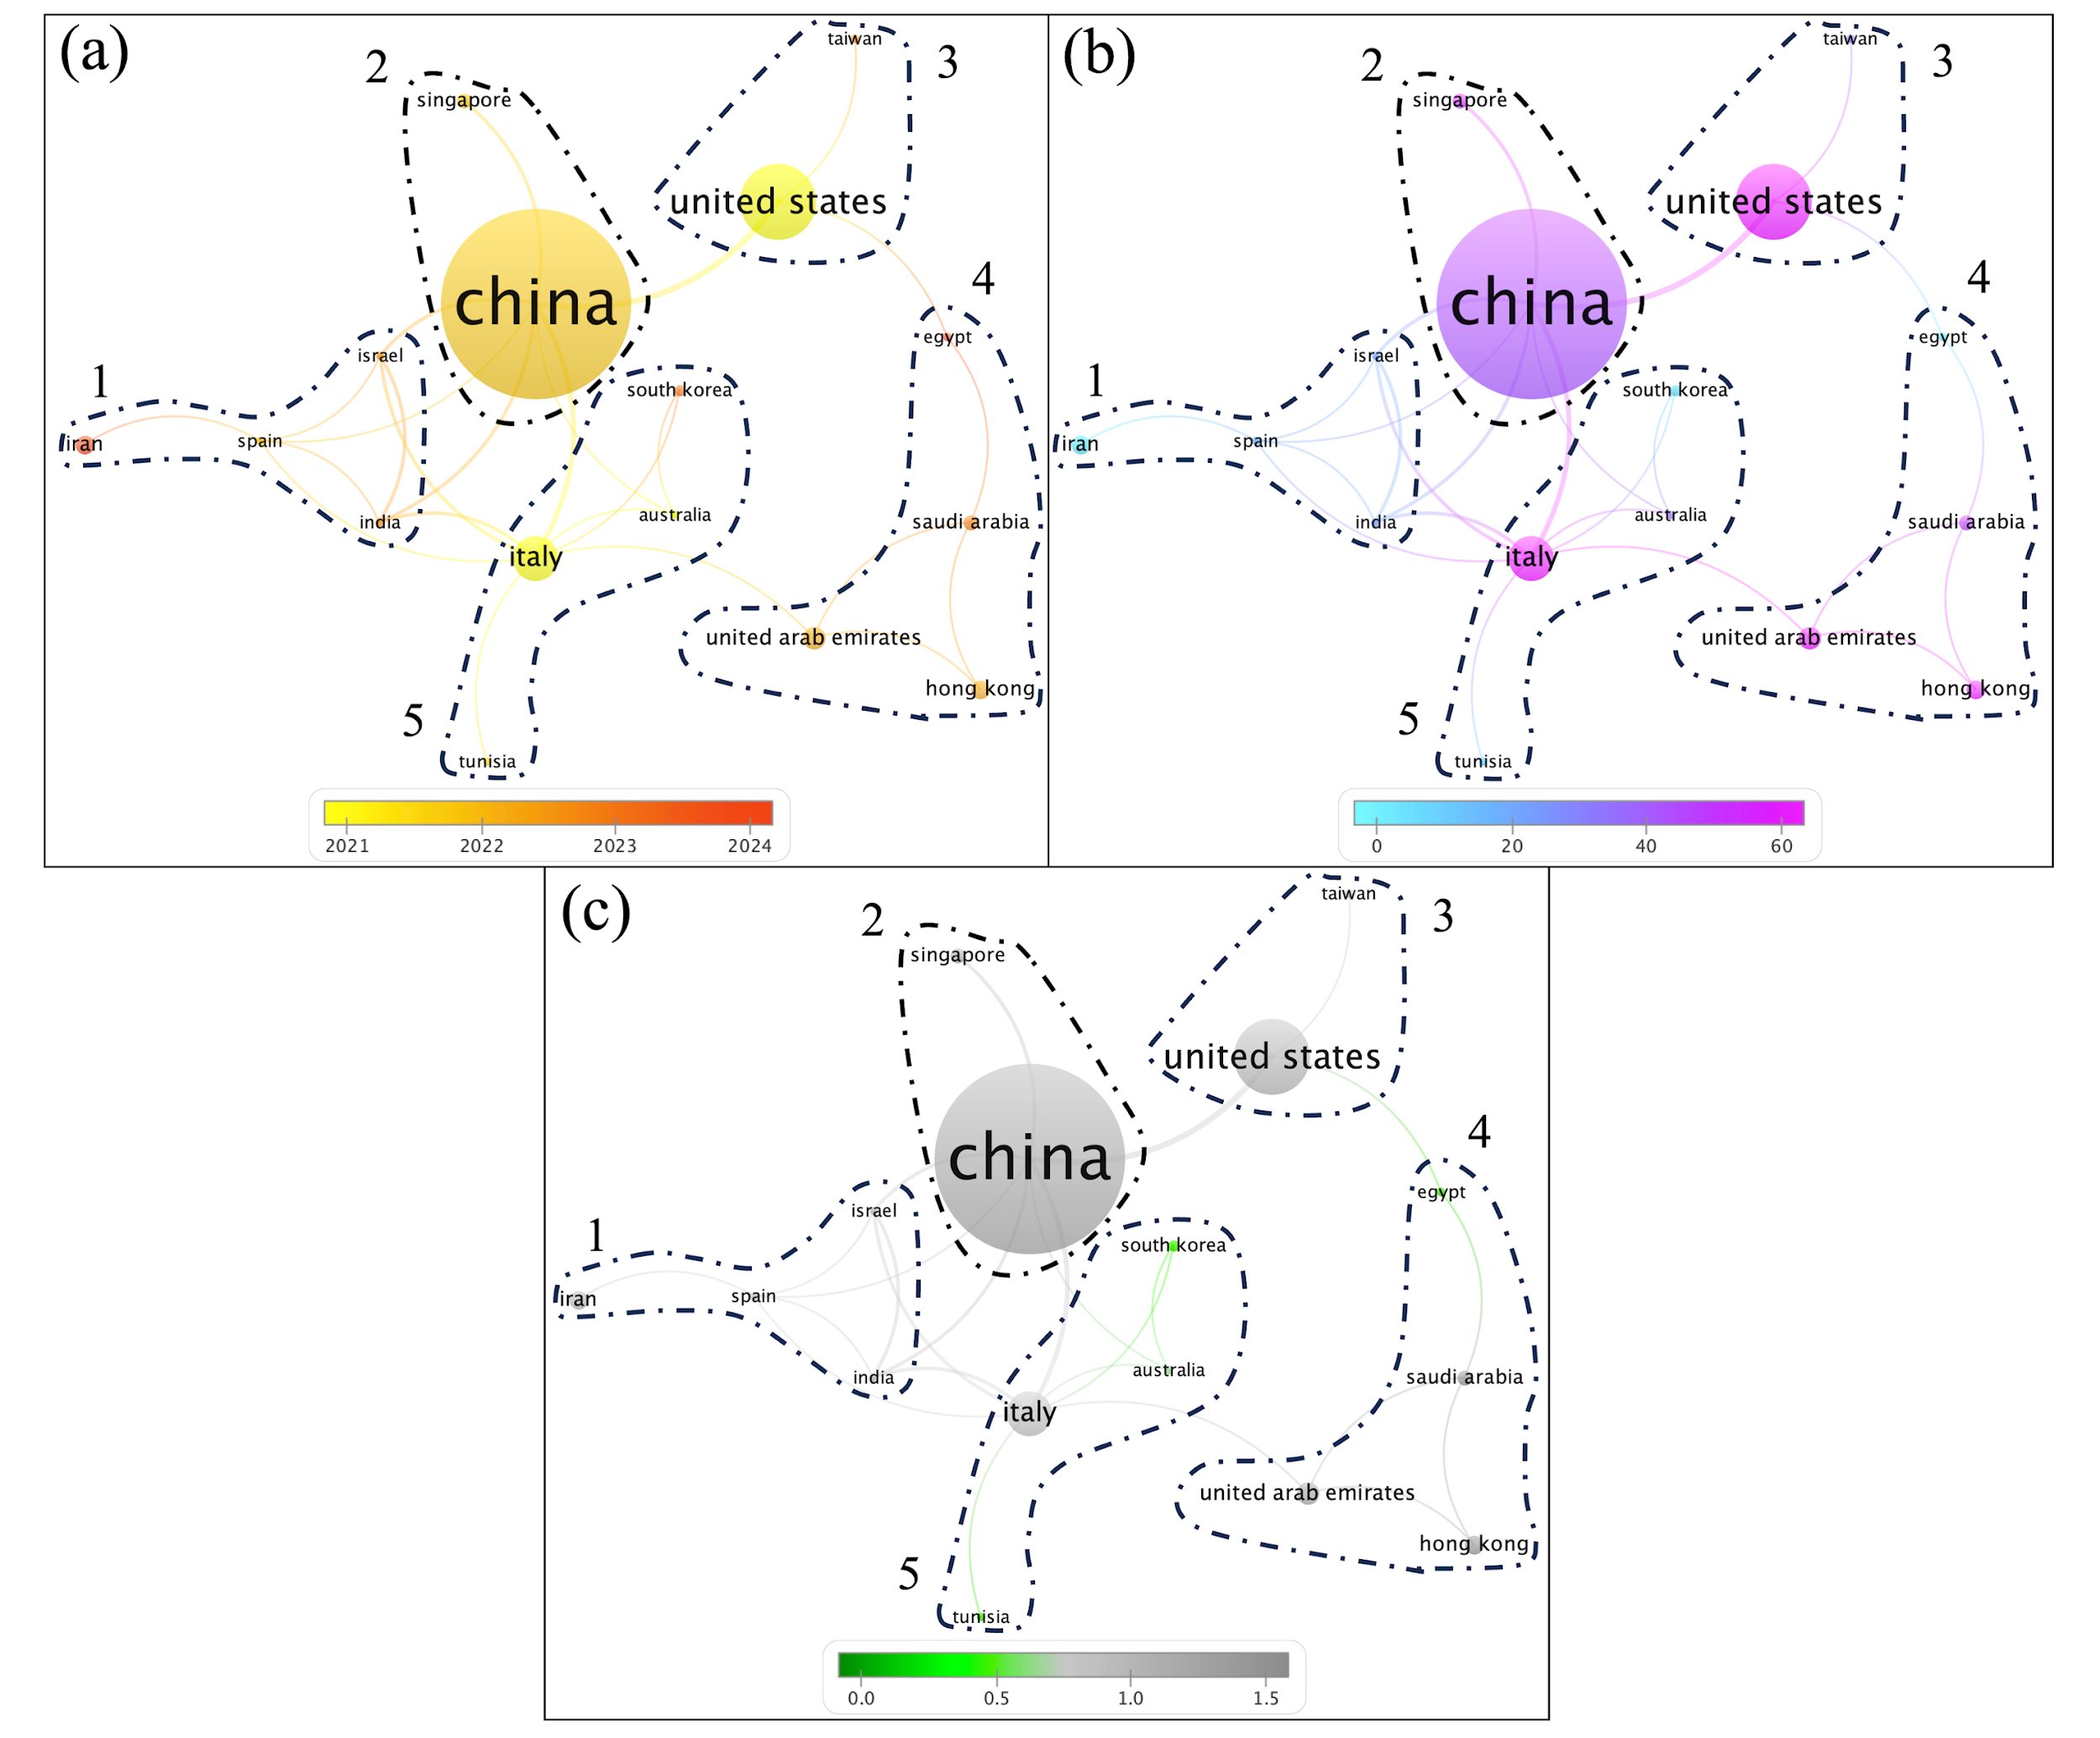 (a)
2
3
taiwan
singapore
united states
china
4
egypt
israel
south korea
1
iran
spain
india
australia
saudi arabia
italy
united arab emirates
hong kong
5
tunisia
2021 2022 2023 2024
(b)
2
3
taiwan
singapore
united states
china
4
egypt
israel
south korea
1
iran
spain
india
australia
saudi arabia
italy
united arab emirates
hong kong
5
tunisia
0 20 40 60
(c)
2
3
taiwan
singapore
united states
china
4
egypt
israel
south korea
1
iran
spain
india
australia
saudi arabia
italy
united arab emirates
hong kong
5
tunisia
0.0 0.5 1.0 1.5